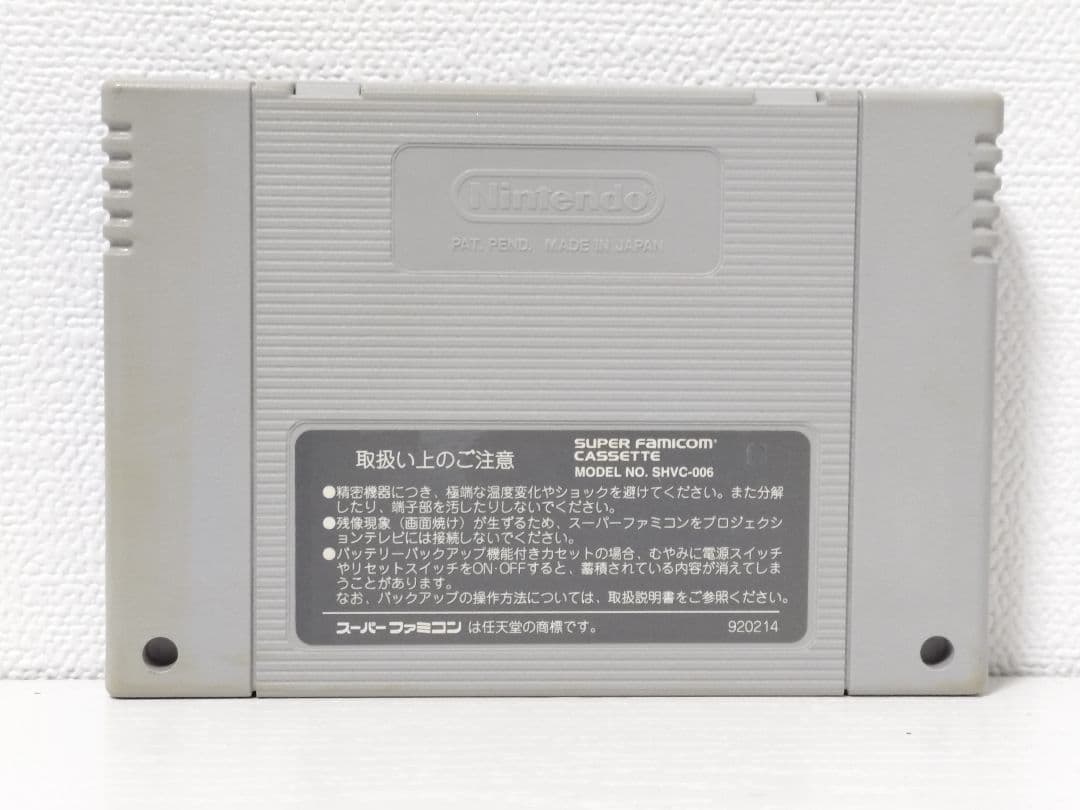 Nintendo
PAT. PEND. MADE IN JAPAN
取扱い上のご注意
SUPER FAMICOM
CASSETTE
MODEL NO. SHVC-006
●精密機器につき、極端な温度変化やショックを避けてください。また分解
したり、端子部を汚したりしないでください。
●残像現象（画面焼け）が生ずるため、スーパーファミコンをプロジェクシ
ョンテレビには接続しないでください。
●バッテリーバックアップ機能付きカセットの場合、むやみに電源スイッチ
やリセットスイッチをON・OFFすると、蓄積されている内容が消えてしま
うことがあります。
なお、バックアップの操作方法については、取扱説明書をご参照ください。
スーパーファミコン は任天堂の商標です。 920214